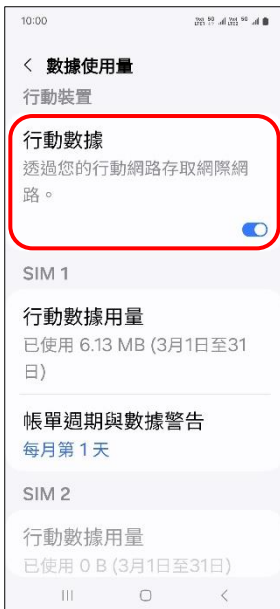 10:00
數據使用量
行動裝置
行動數據
透過您的行動網路存取網際網
路。
SIM 1
行動數據用量
已使用 6.13 MB (3月1日至31
日)
帳單週期與數據警告
每月第 1 天
SIM 2
行動數據用量
已使用 0 B (3月1日至31日)